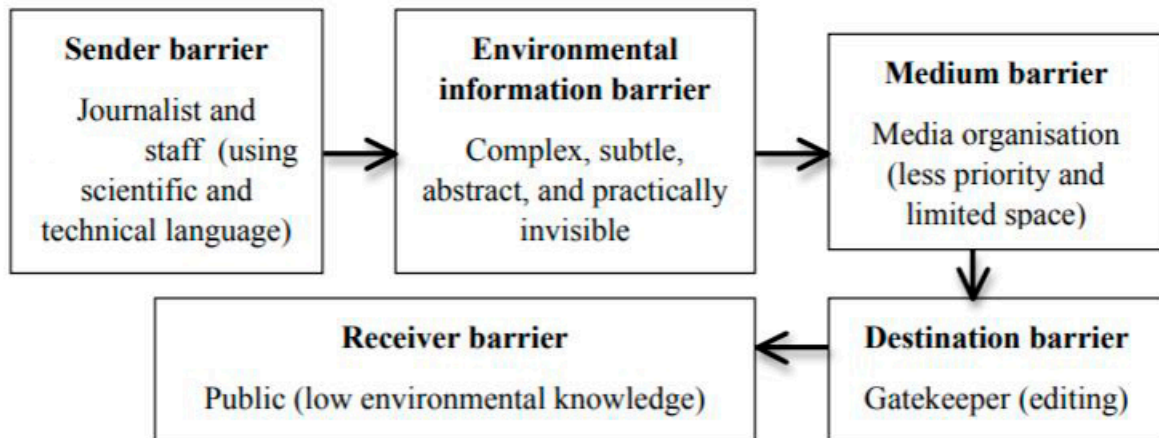 Sender barrier
Journalist and
staff (using
scientific and
technical language)
Environmental
information barrier
Complex, subtle,
abstract, and practically
invisible
Medium barrier
Media organisation
(less priority and
limited space)
Destination barrier
Gatekeeper (editing)
Receiver barrier
Public (low environmental knowledge)